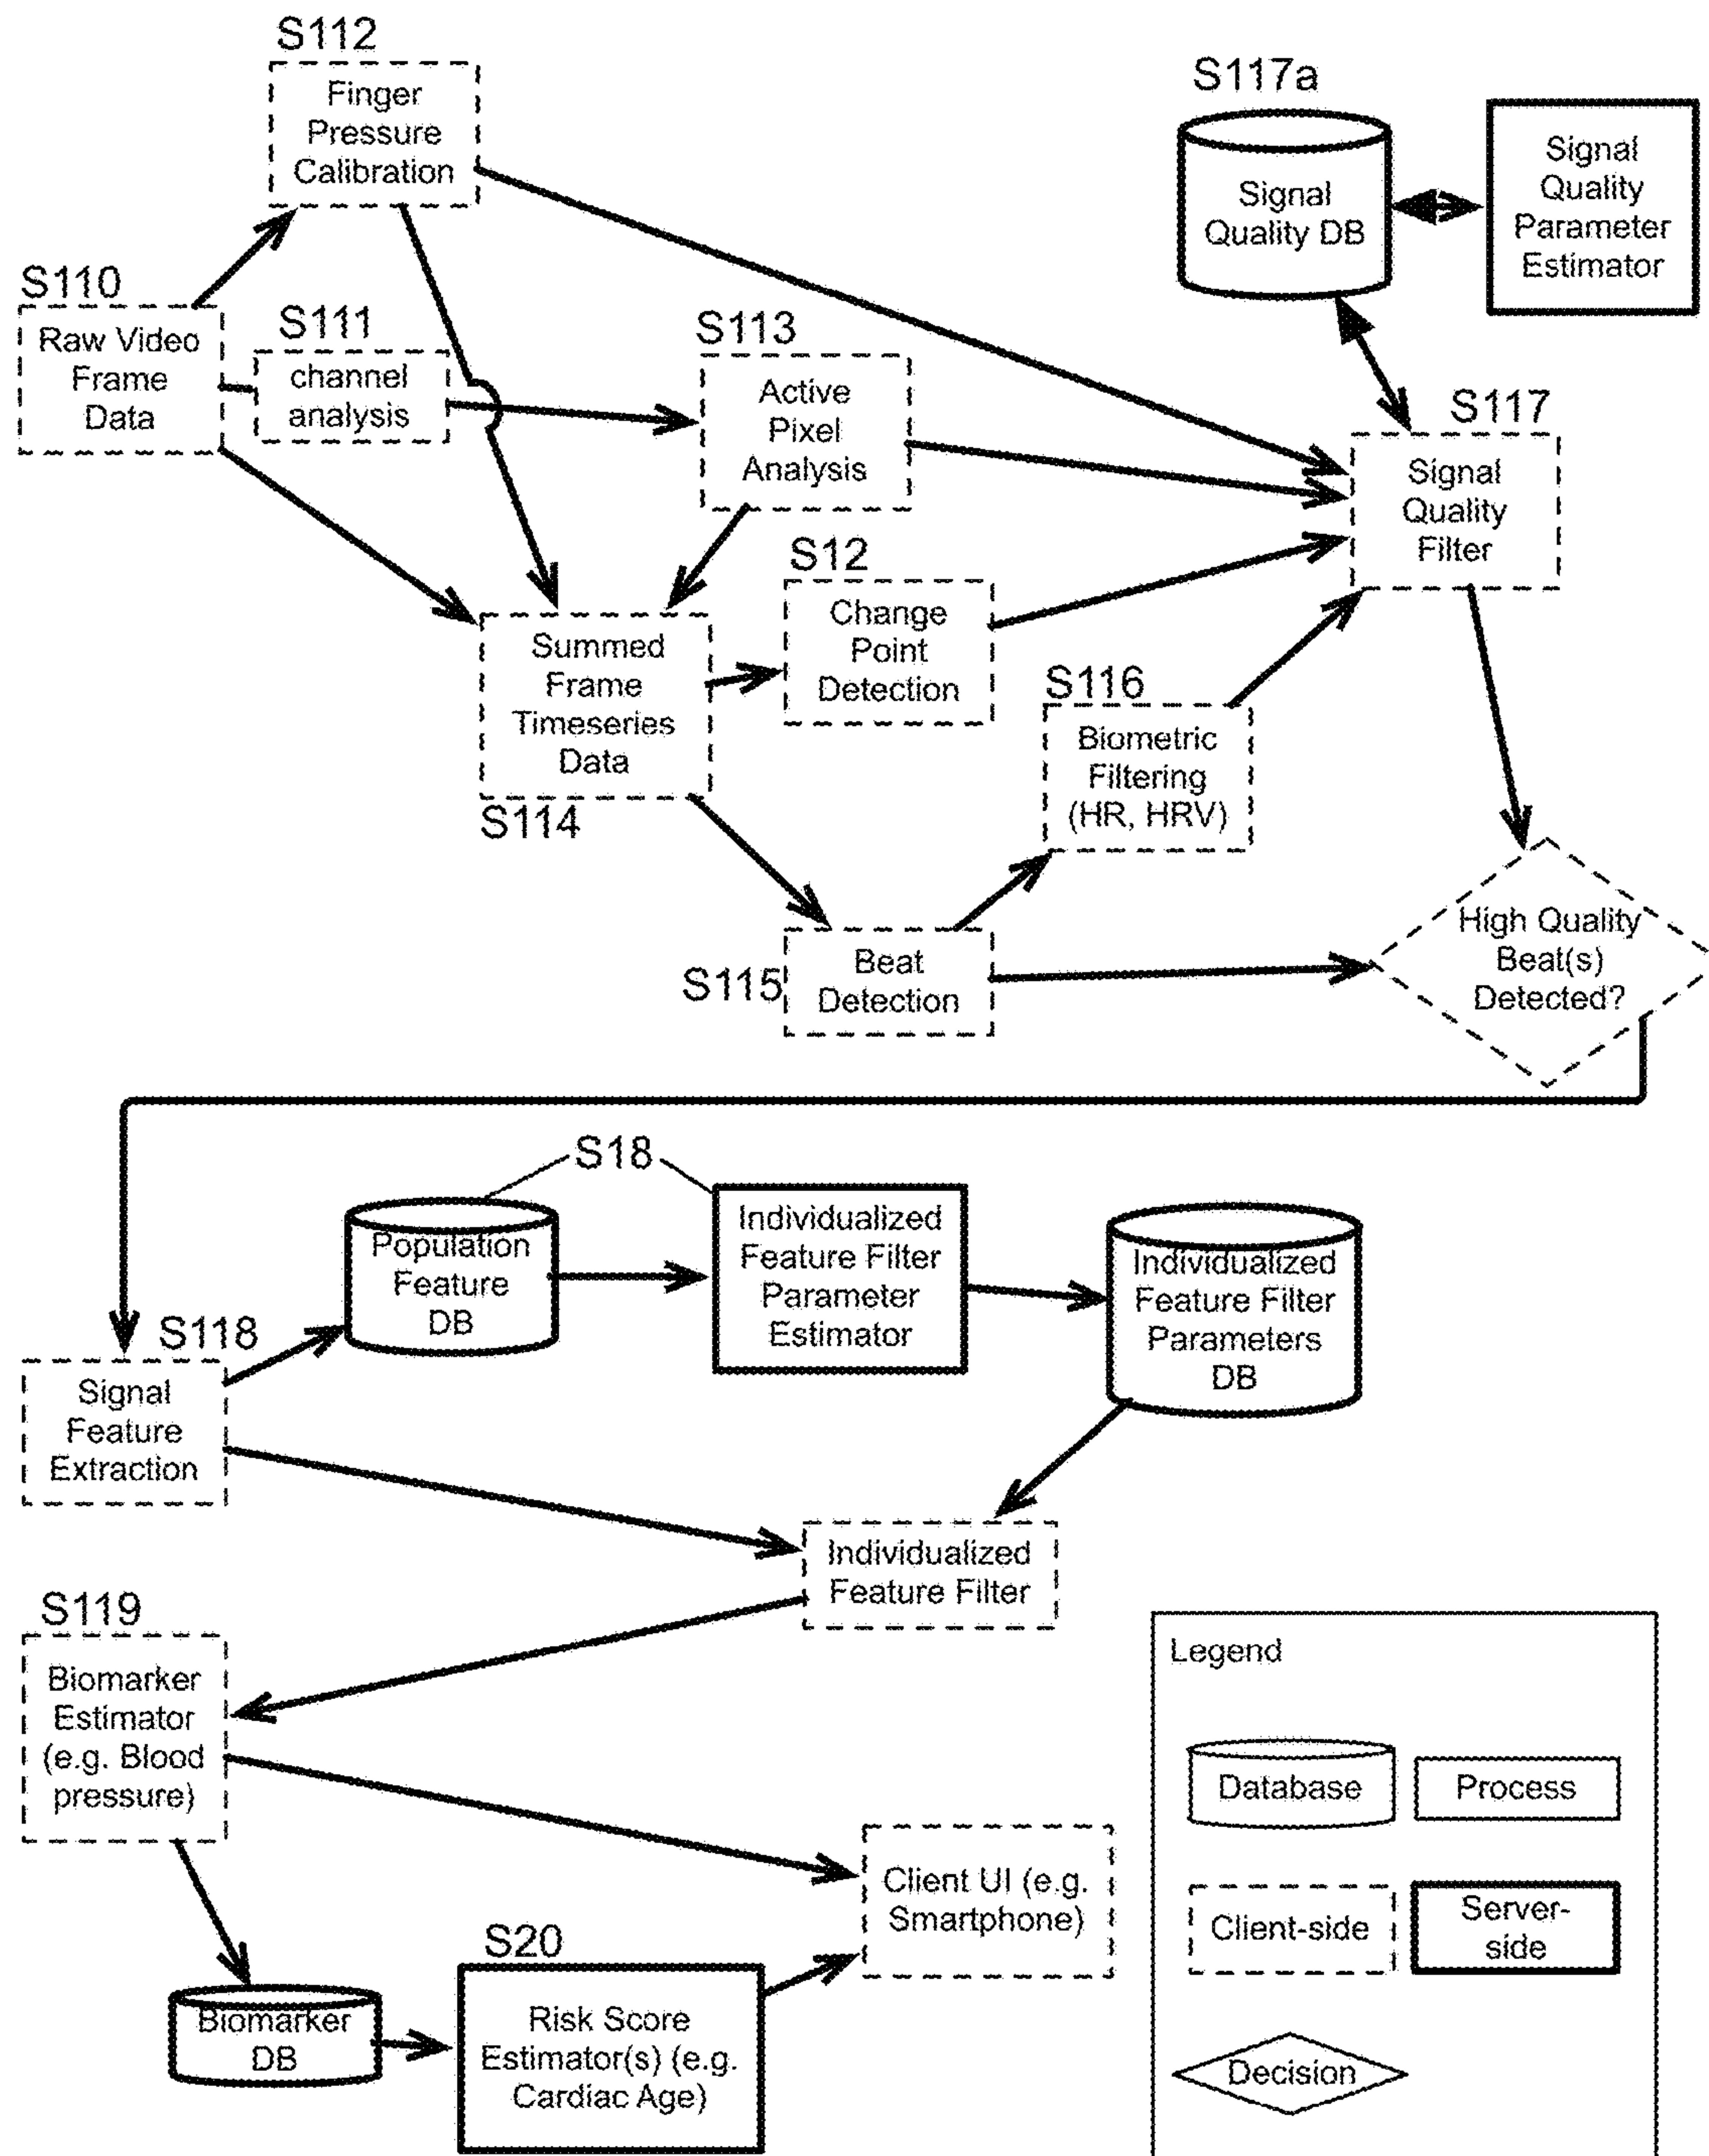 S112
Finger
Pressure
Calibration
S117a
Signal
Quality DB
Signal
Quality
Parameter
Estimator
S110
Raw Video
Frame
Data
S111
channel
analysis
S113
Active
Pixel
Analysis
S117
Signal
Quality
Filter
S12
Change
Point
Detection
Summed
Frame
Timeseries
Data
S114
S116
Biometric
Filtering
(HR, HRV)
S115
Beat
Detection
High Quality
Beat(s)
Detected?
S18
Population
Feature
DB
Individualized
Feature Filter
Parameter
Estimator
Individualized
Feature Filter
Parameters
DB
S118
Signal
Feature
Extraction
Individualized
Feature Filter
S119
Biomarker
Estimator
(e.g. Blood
pressure)
Client UI (e.g.
Smartphone)
Biomarker
DB
S20
Risk Score
Estimator(s) (e.g.
Cardiac Age)
Legend
Database
Process
Client-side
Server-
side
Decision